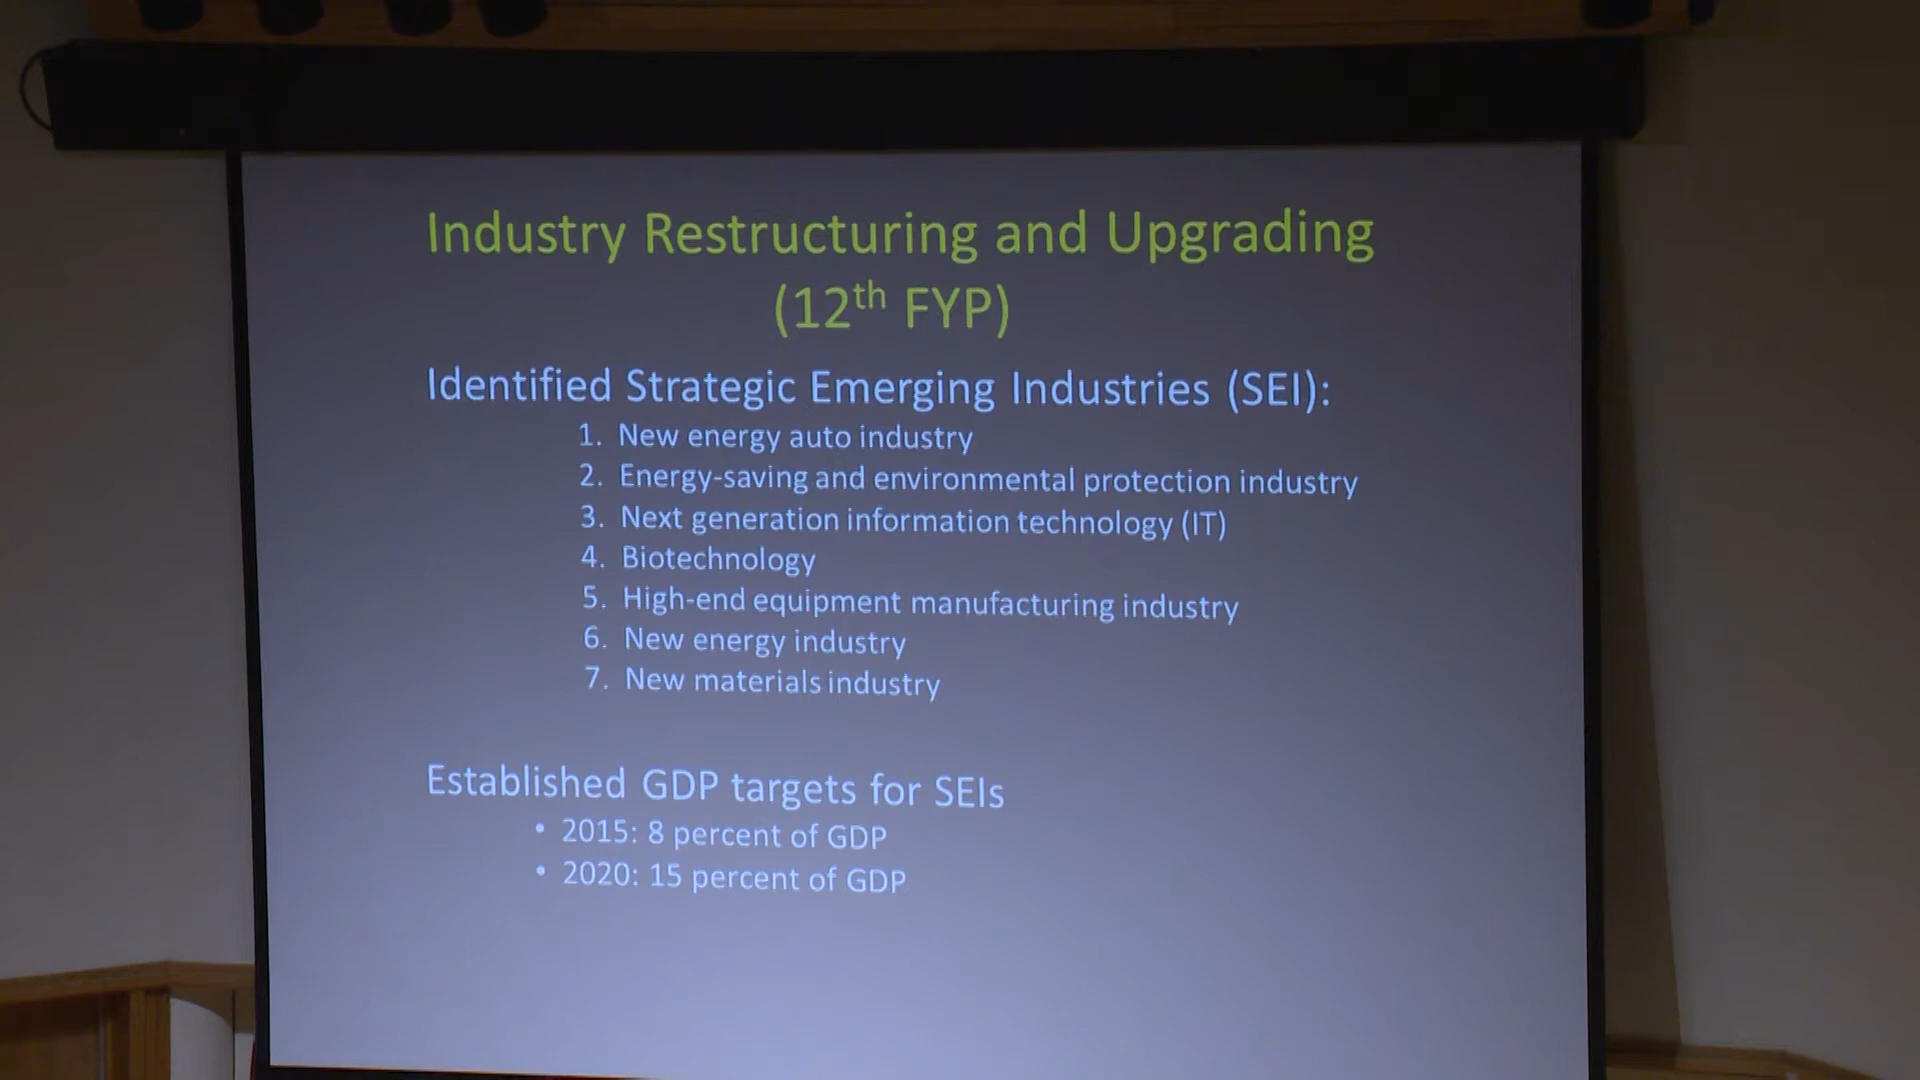 Industry Restructuring and Upgrading
(12th FYP)
Identified Strategic Emerging Industries (SEI):
1. New energy auto industry
2. Energy-saving and environmental protection industry
3. Next generation information technology (IT)
4. Biotechnology
5. High-end equipment manufacturing industry
6. New energy industry
7. New materials industry
Established GDP targets for SEIs
• 2015: 8 percent of GDP
• 2020: 15 percent of GDP